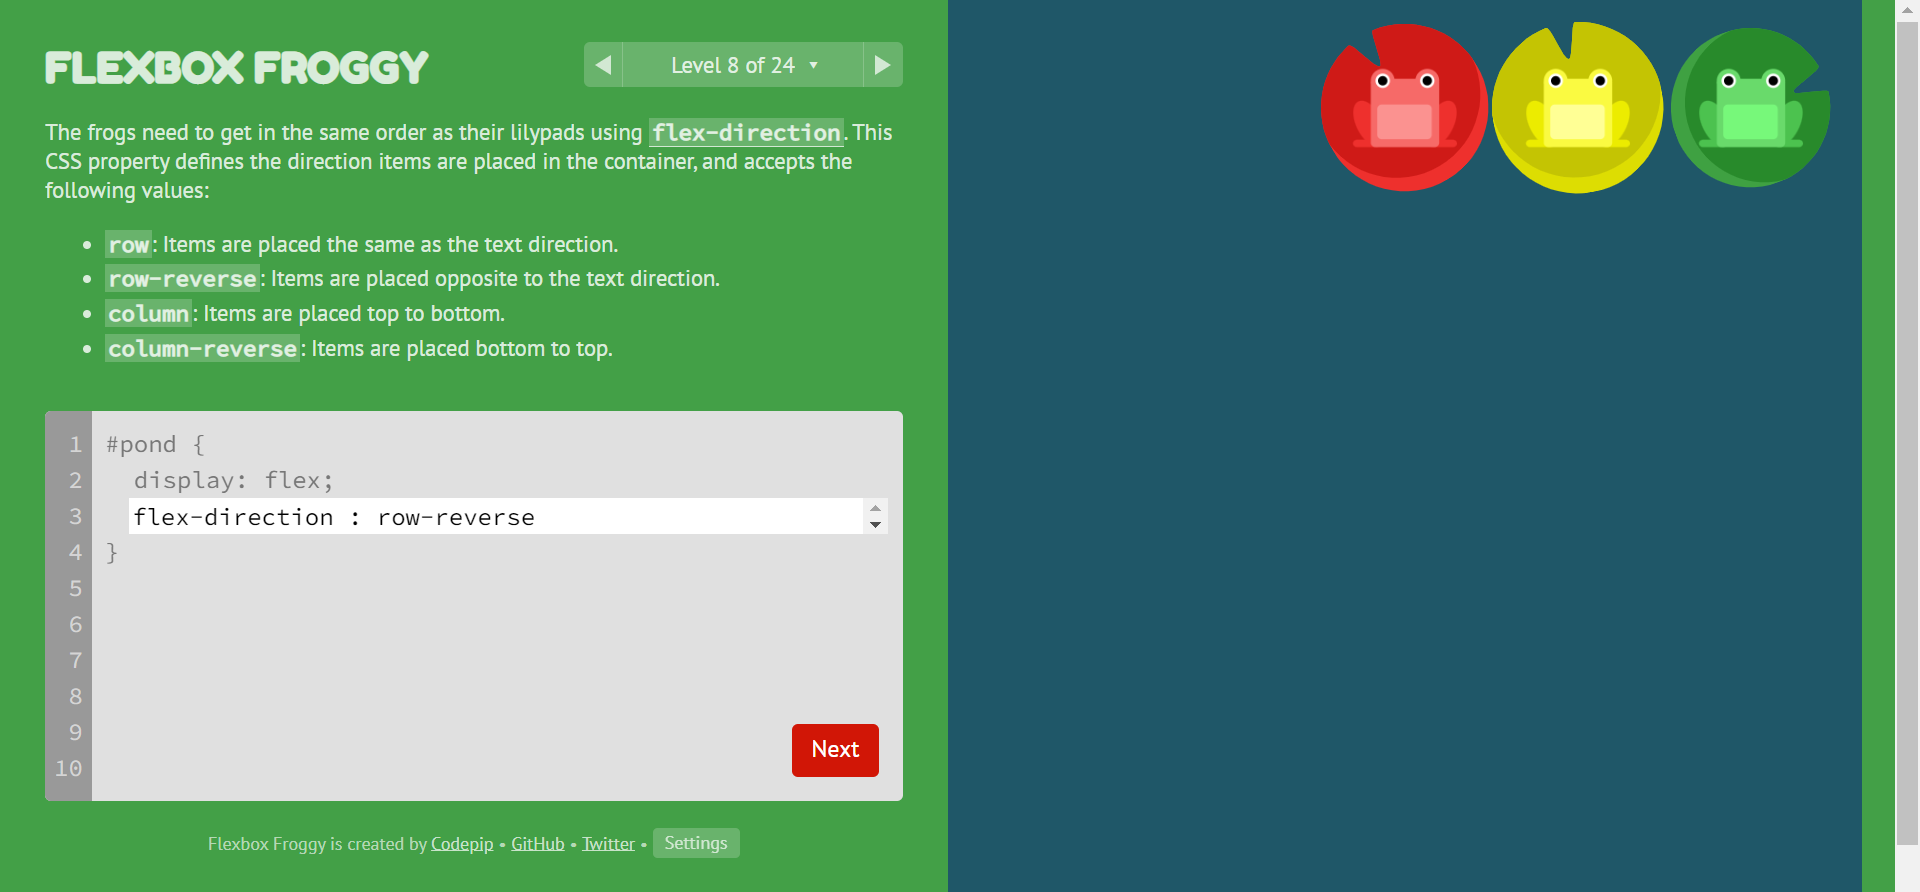 FLEXBOX FROGGY
Level 8 of 24
The frogs need to get in the same order as their lilypads using flex-direction. This
CSS property defines the direction items are placed in the container, and accepts the
following values:
row: Items are placed the same as the text direction.
row-reverse: Items are placed opposite to the text direction.
column: Items are placed top to bottom.
column-reverse: Items are placed bottom to top.
1 #pond {
2 display: flex;
3 flex-direction : row-reverse
4 }
5
6
7
8
9
10
Next
Flexbox Froggy is created by Codepip • GitHub • Twitter • Settings